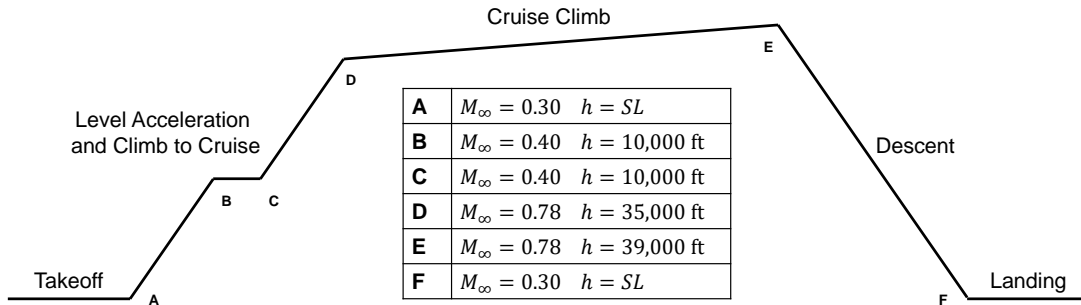 Cruise Climb
E
D
Level Acceleration
and Climb to Cruise
A M∞ = 0.30 h = SL
B M∞ = 0.40 h = 10,000 ft
C M∞ = 0.40 h = 10,000 ft
D M∞ = 0.78 h = 35,000 ft
E M∞ = 0.78 h = 39,000 ft
F M∞ = 0.30 h = SL
Descent
B C
Takeoff
A
F
Landing